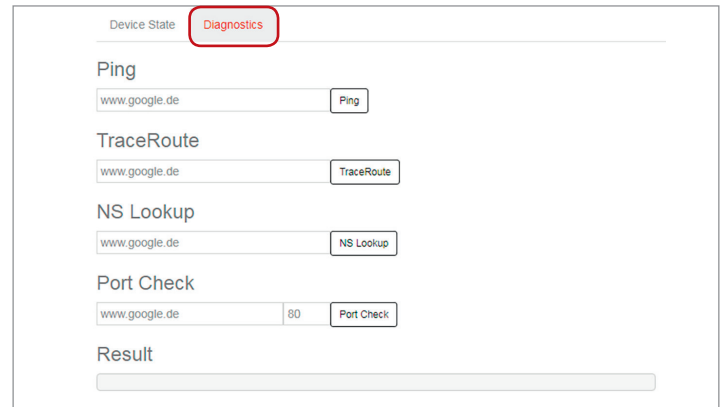 Device State Diagnostics
Ping
www.google.de Ping
TraceRoute
www.google.de TraceRoute
NS Lookup
www.google.de NS Lookup
Port Check
www.google.de 80 Port Check
Result